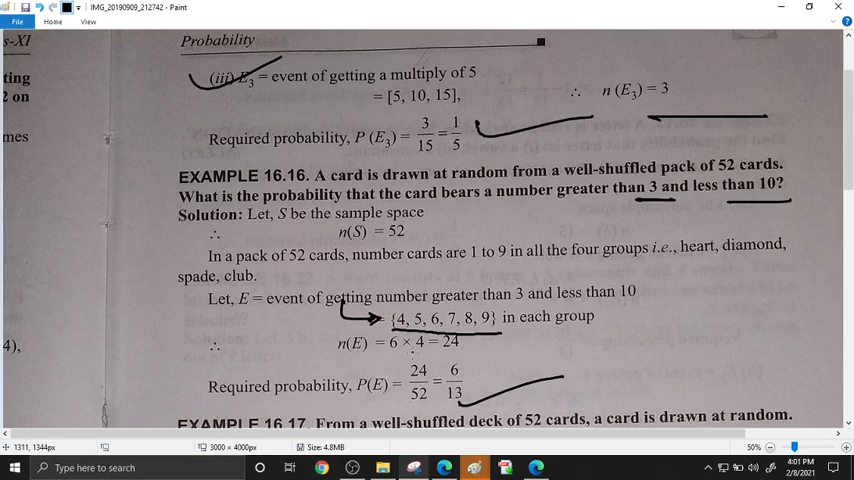 IMG_20190909_212742 - Paint
File Home View
s-XI
Probability
ting
2 on
mes
4),
(iii) E₃ = event of getting a multiply of 5
= [5, 10, 15], ∴ n (E₃) = 3
Required probability, P (E₃) = 3/15 = 1/5
EXAMPLE 16.16. A card is drawn at random from a well-shuffled pack of 52 cards.
What is the probability that the card bears a number greater than 3 and less than 10?
Solution: Let, S be the sample space
∴ n(S) = 52
In a pack of 52 cards, number cards are 1 to 9 in all the four groups i.e., heart, diamond,
spade, club.
Let, E = event of getting number greater than 3 and less than 10
= {4, 5, 6, 7, 8, 9} in each group
∴ n(E) = 6 × 4 = 24
Required probability, P(E) = 24/52 = 6/13
EXAMPLE 16.17. From a well-shuffled deck of 52 cards, a card is drawn at random.
1311, 1344px 3000 × 4000px Size: 4.8MB 50%
Type here to search
4:01 PM
2/8/2021